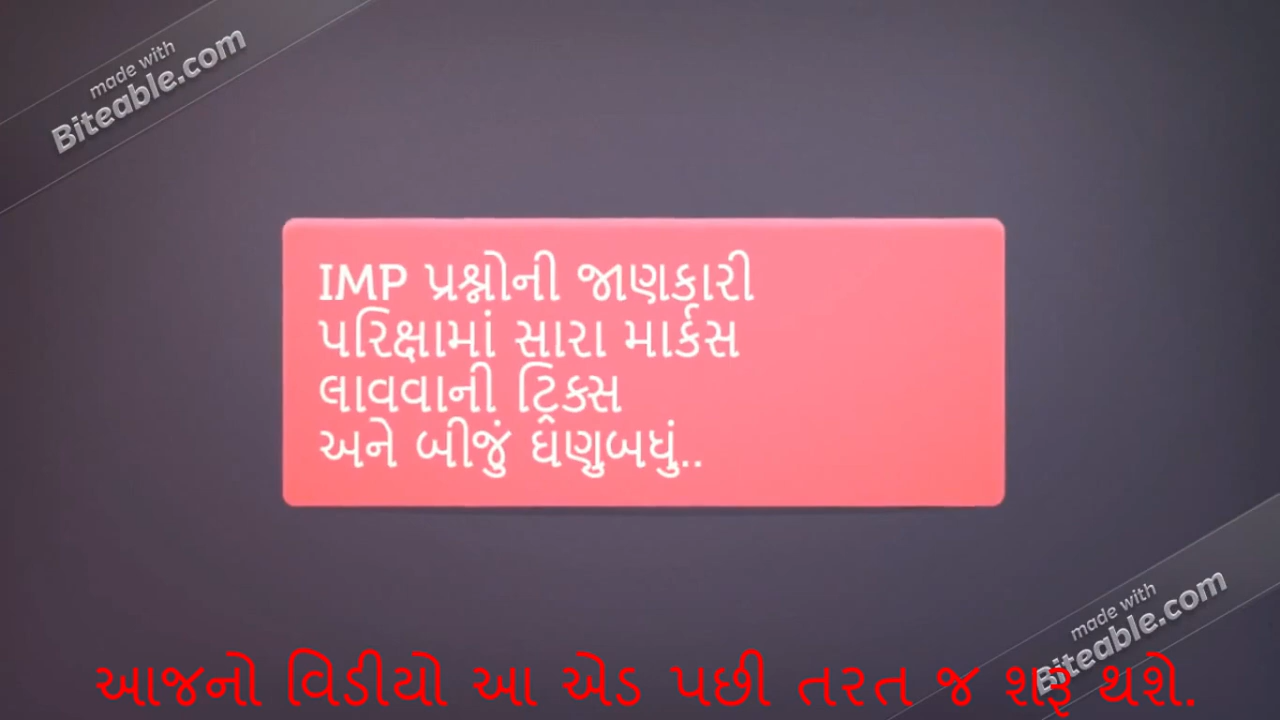 made with
Biteable.com
IMP પ્રશ્નોની જાણકારી
પરિક્ષામાં સારા માર્કસ
લાવવાની ટ્રિક્સ
અને બીજું ઘણુબધું..
made with
Biteable.com
આજનો વિડીયો આ એડ પછી તરત જ શરૂ થશે.